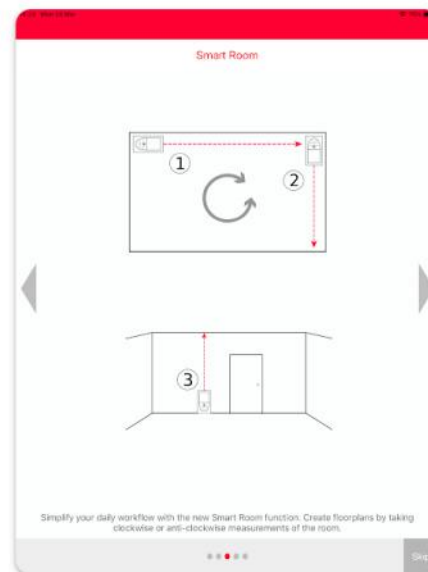 Smart Room
1
2
3
Simplify your daily workflow with the new Smart Room function. Create floorplans by taking
clockwise or anti-clockwise measurements of the room.
Skip